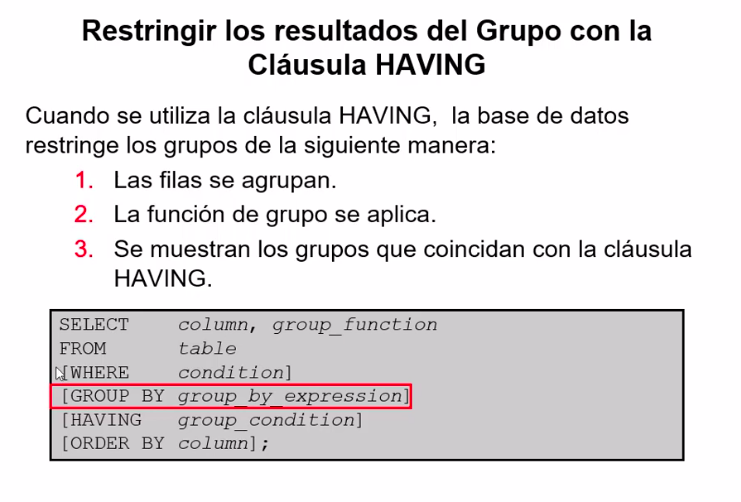 Restringir los resultados del Grupo con la
Cláusula HAVING
Cuando se utiliza la cláusula HAVING,  la base de datos
restringe los grupos de la siguiente manera:
1. Las filas se agrupan.
2. La función de grupo se aplica.
3. Se muestran los grupos que coincidan con la cláusula
HAVING.
SELECT column, group_function
FROM table
[WHERE condition]
[GROUP BY group_by_expression]
[HAVING group_condition]
[ORDER BY column];